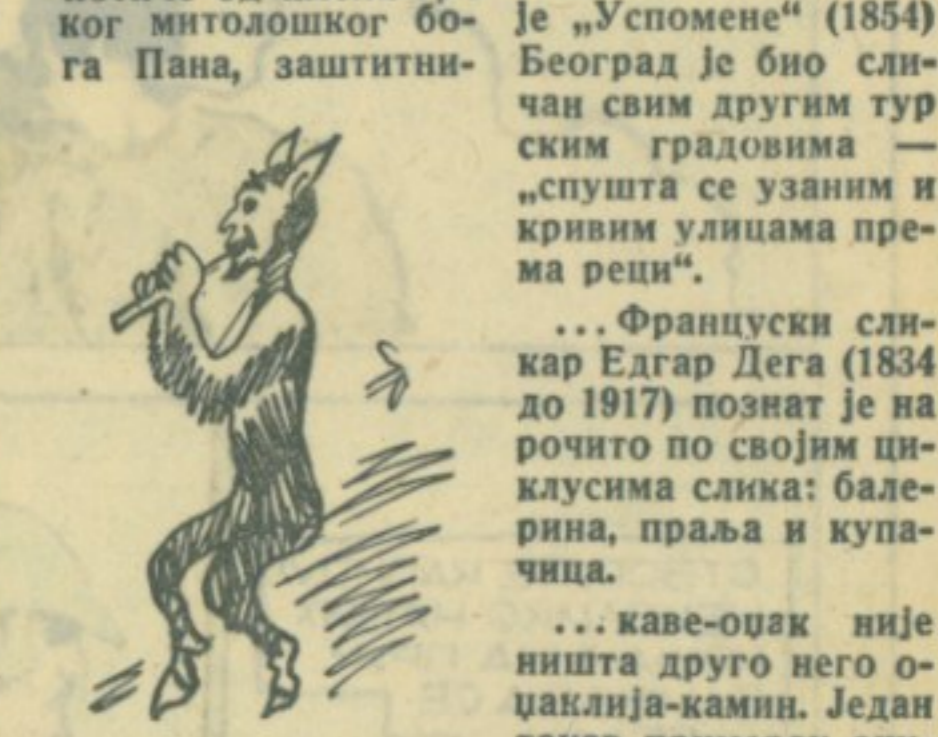 ког митолошког бо-
га Пана, заштитни-
је „Успомене“ (1854)
Београд је био сли-
чан свим другим тур
ским градовима —
„спушта се узаним и
кривим улицама пре-
ма реци“.
...Француски сли-
кар Едгар Дега (1834
до 1917) познат је на
рочито по својим ци-
клусима слика: бале-
рина, праља и купа-
чица.
...каве-оџак није
ништа друго него о-
џаклија-камин. Један